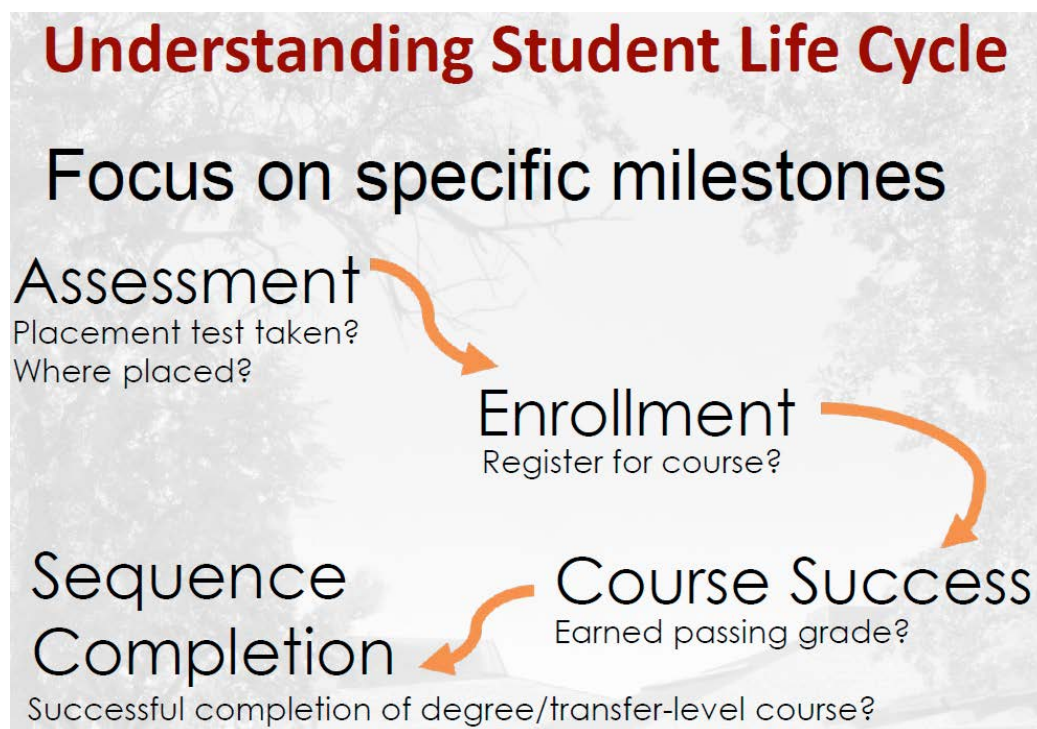 Understanding Student Life Cycle
Focus on specific milestones
Assessment
Placement test taken?
Where placed?
Enrollment
Register for course?
Course Success
Earned passing grade?
Sequence
Completion
Successful completion of degree/transfer-level course?